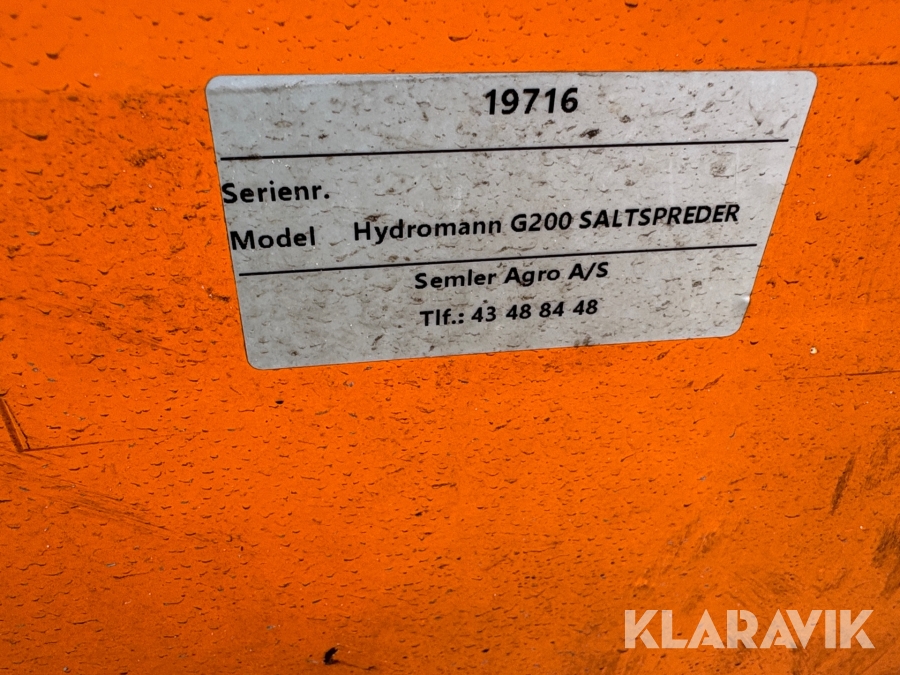 19716
Serienr.
Model Hydromann G200 SALTSPREDER
Semler Agro A/S
Tlf.: 43 48 84 48
KLARAVIK